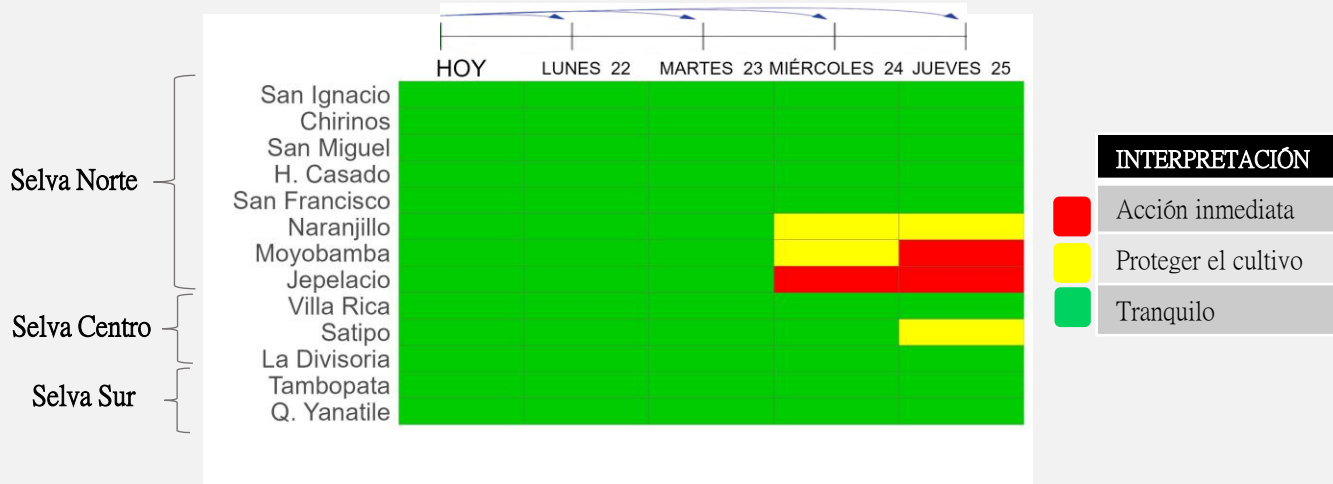 HOY LUNES 22 MARTES 23 MIÉRCOLES 24 JUEVES 25
Selva Norte
San Ignacio
Chirinos
San Miguel
H. Casado
San Francisco
Naranjillo
Moyobamba
Jepelacio
Selva Centro
Villa Rica
Satipo
La Divisoria
Selva Sur
Tambopata
Q. Yanatile
INTERPRETACIÓN
Acción inmediata
Proteger el cultivo
Tranquilo